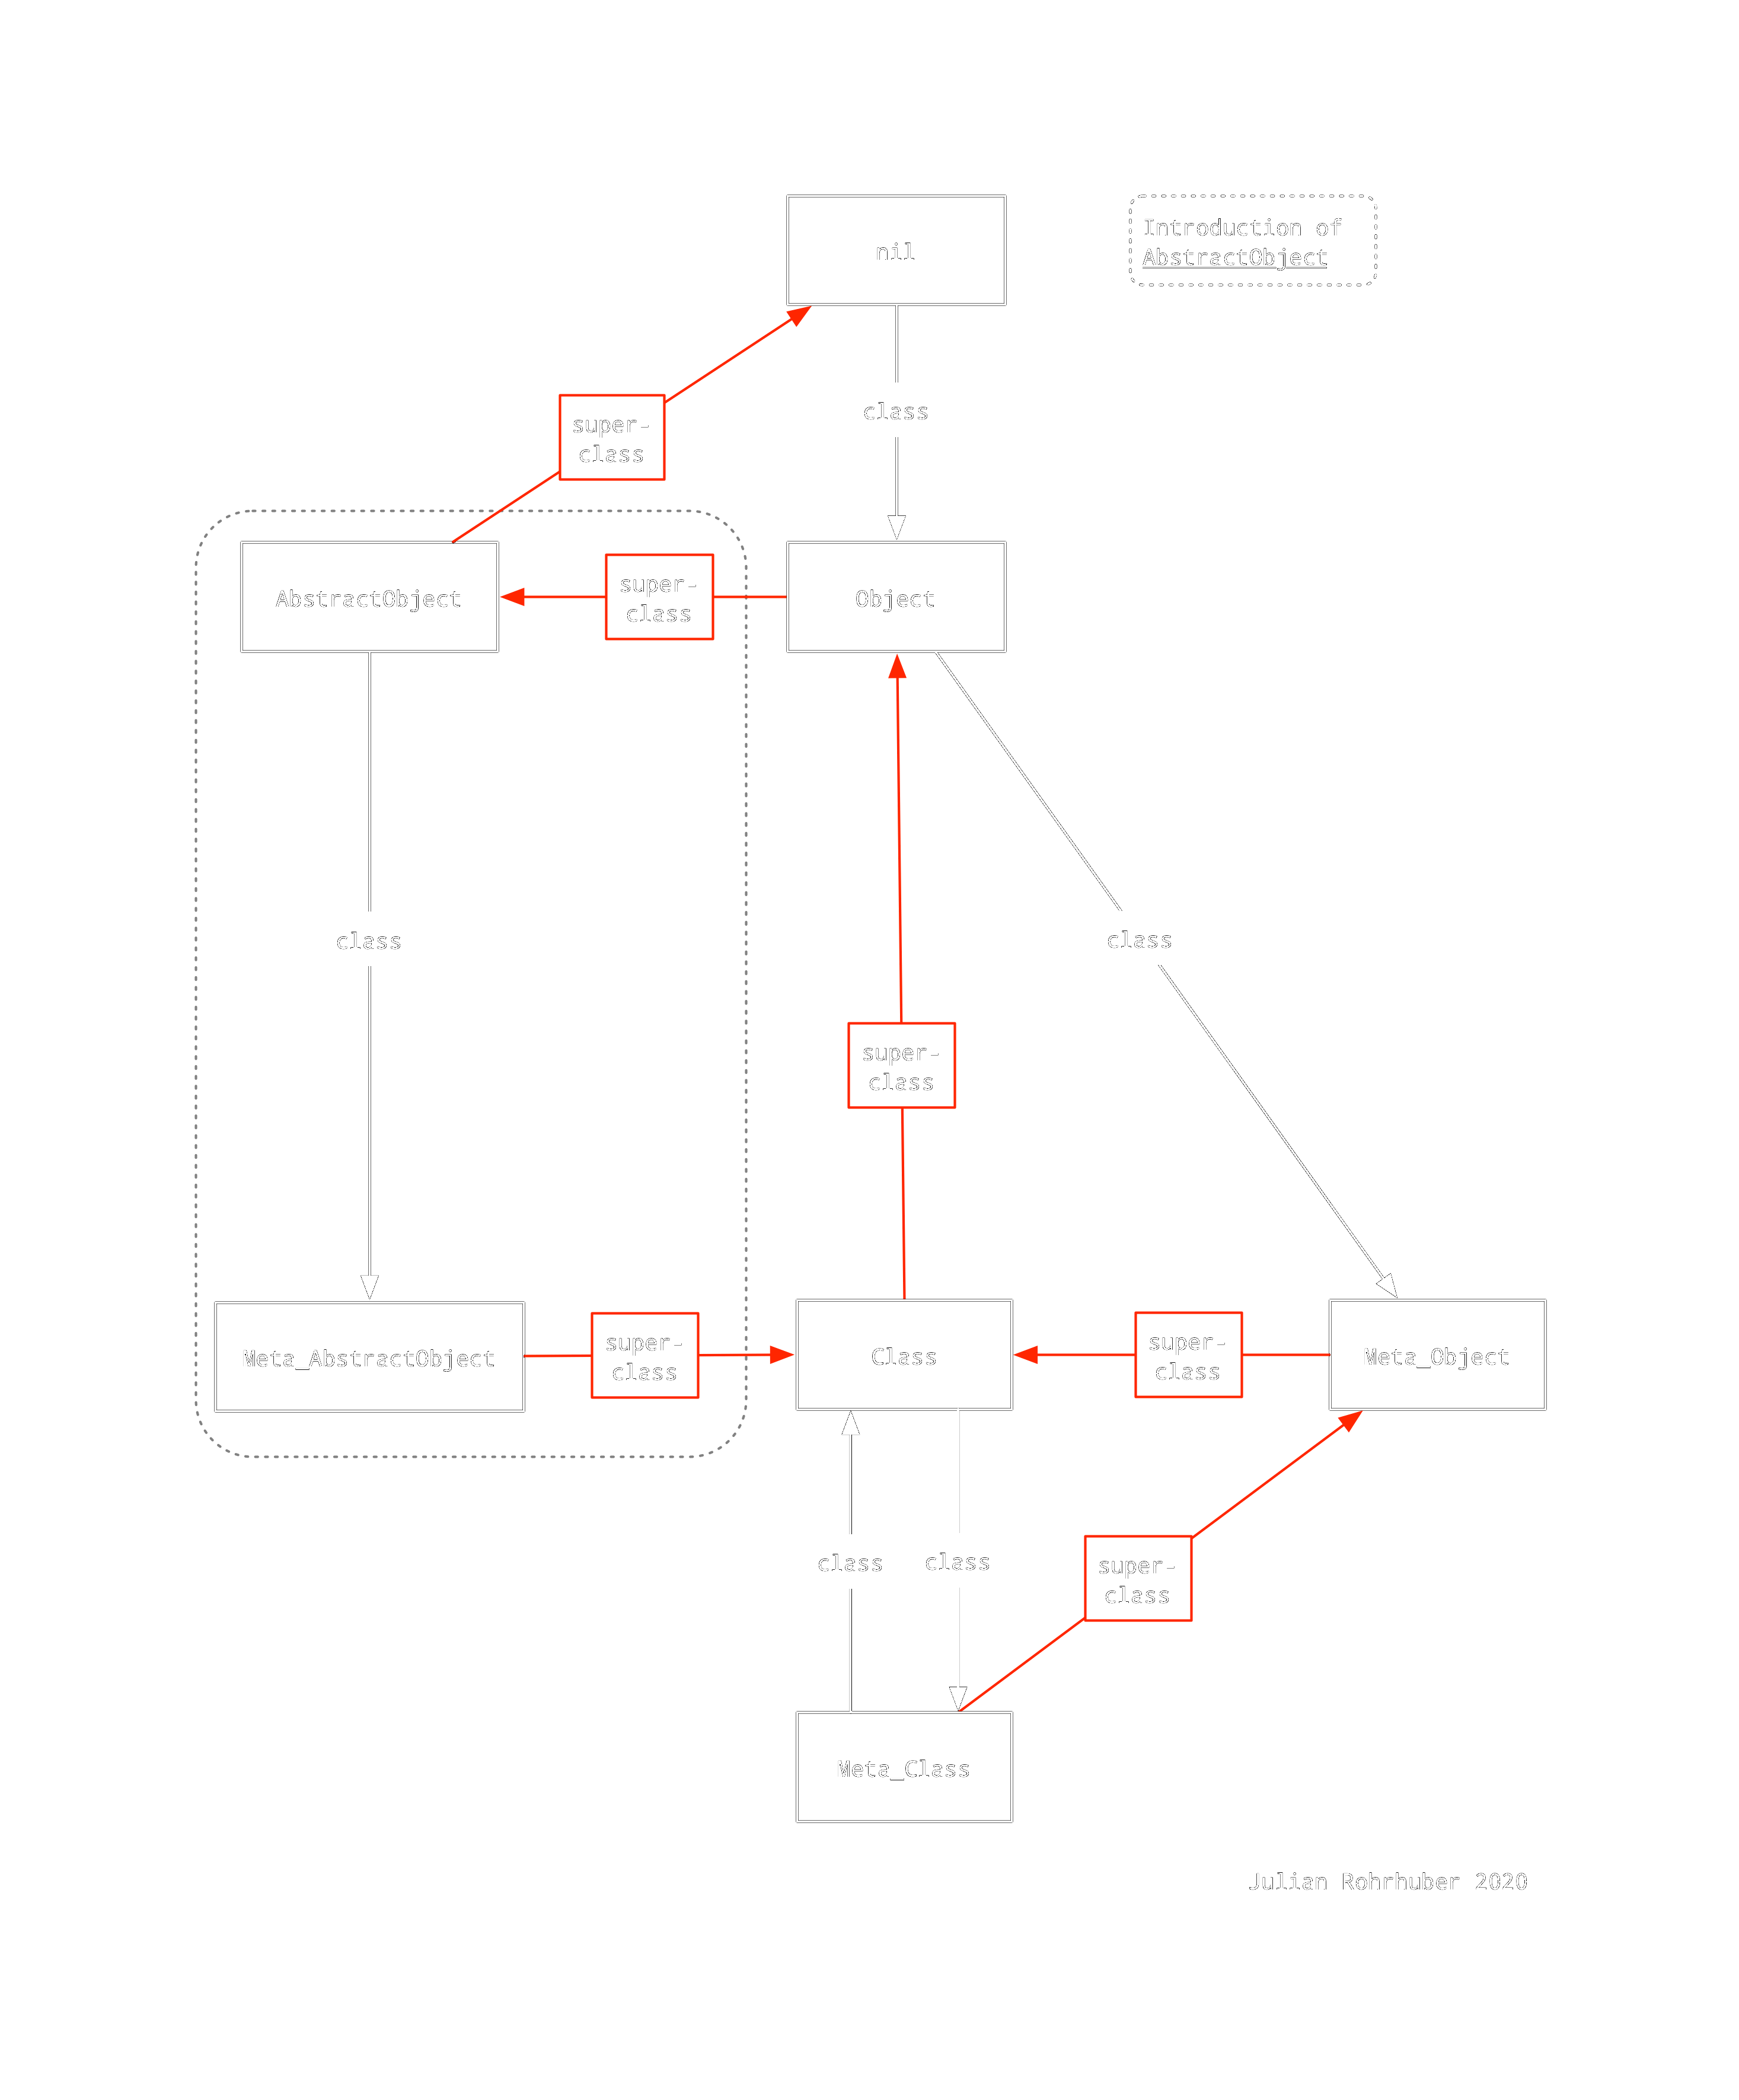 nil
Introduction of
AbstractObject
class
super-
class
AbstractObject
super-
class
Object
class
class
super-
class
Meta_AbstractObject
super-
class
Class
super-
class
Meta_Object
class
class
super-
class
Meta_Class
Julian Rohrhuber 2020